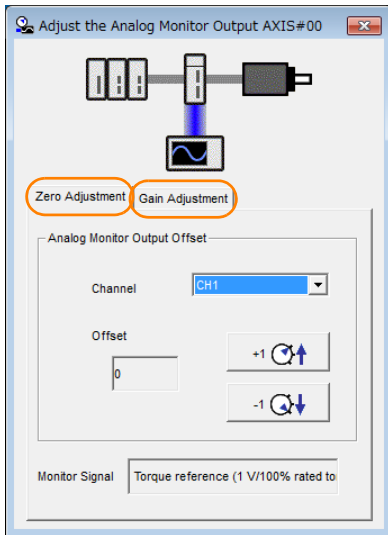 Adjust the Analog Monitor Output AXIS#00
Zero Adjustment
Gain Adjustment
Analog Monitor Output Offset
Channel
CH1
Offset
0
+1
-1
Monitor Signal
Torque reference (1 V/100% rated to